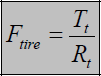 F_tire = T_t / R_t